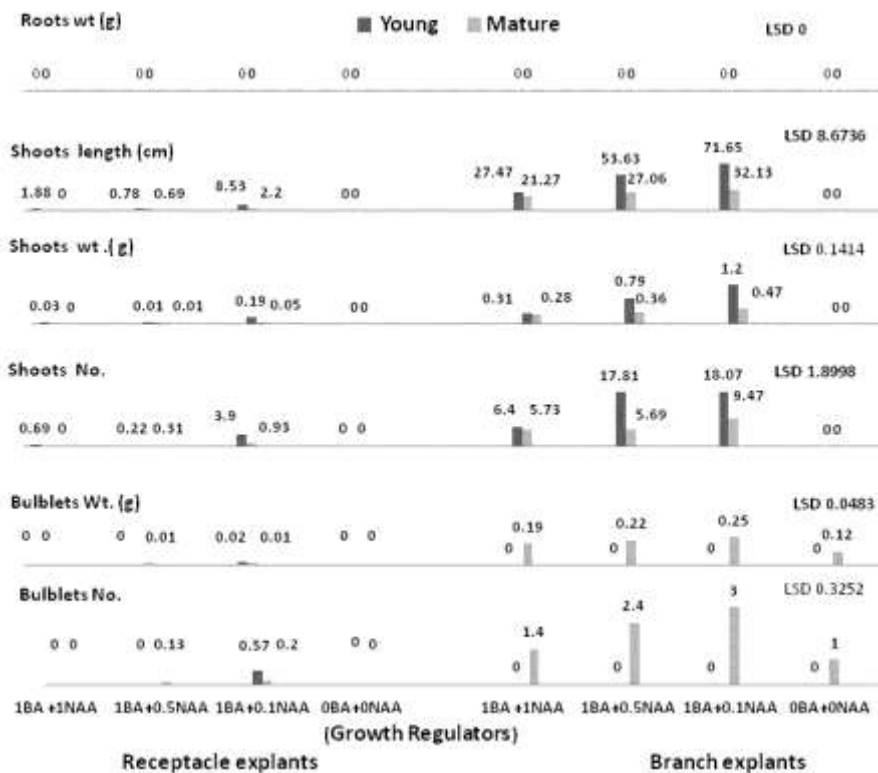 Roots wt (g) Young Mature LSD 0
00 00 00 00 00 00 00 00
Shoots length (cm) LSD 8.6736
1.88 0 0.78 0.69 8.53 2.2 00 27.47 21.27 53.63 27.06 71.65 32.13 00
Shoots wt .(g) LSD 0.1414
0.03 0 0.01 0.01 0.19 0.05 00 0.31 0.28 0.79 0.36 1.2 0.47 00
Shoots No. LSD 1.8998
0.69 0 0.22 0.31 3.9 0.93 0 0 6.4 5.73 17.81 5.69 18.07 9.47 00
Bulblets Wt. (g) LSD 0.0483
0 0 0 0.01 0.02 0.01 0 0 0 0.19 0 0.22 0 0.25 0 0.12
Bulblets No. LSD 0.3252
0 0 0 0.13 0.57 0.2 0 0 0 1.4 0 2.4 0 3 0 1
1BA+1NAA 1BA+0.5NAA 1BA+0.1NAA 0BA+0NAA 1BA+1NAA 1BA+0.5NAA 1BA+0.1NAA 0BA+0NAA
(Growth Regulators)
Receptacle explants Branch explants